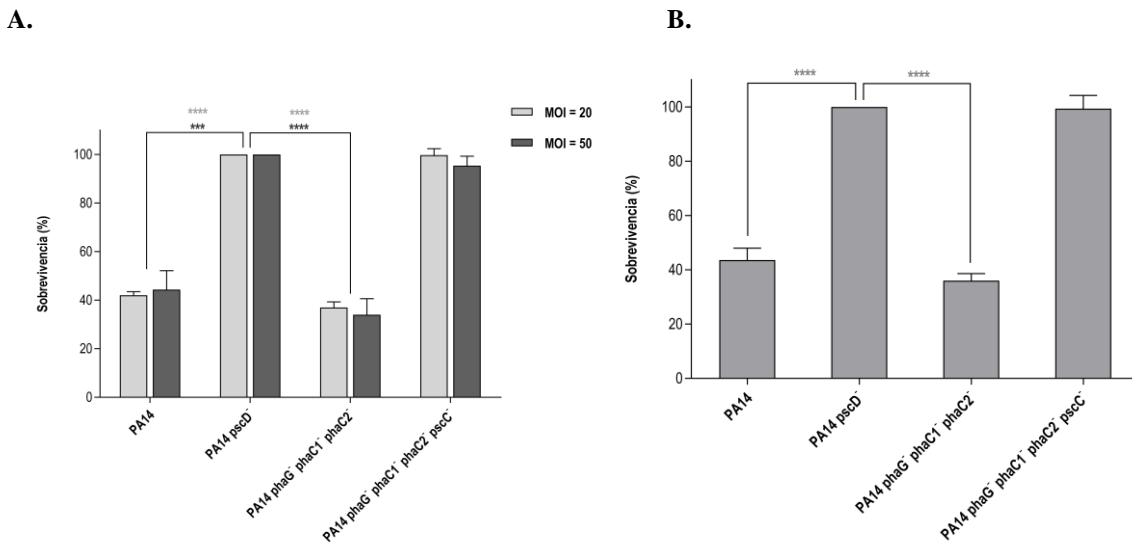 A.
B.
****
***
****
****
MOI = 20
MOI = 50
Sobrevivencia (%)
100
80
60
40
20
0
PA14
PA14 pscD⁻
PA14 phaG⁻ phaC1⁻ phaC2⁻
PA14 phaG⁻ phaC1⁻ phaC2⁻ pscC⁻
****
****
Sobrevivencia (%)
100
80
60
40
20
0
PA14
PA14 pscD⁻
PA14 phaG⁻ phaC1⁻ phaC2⁻
PA14 phaG⁻ phaC1⁻ phaC2⁻ pscC⁻